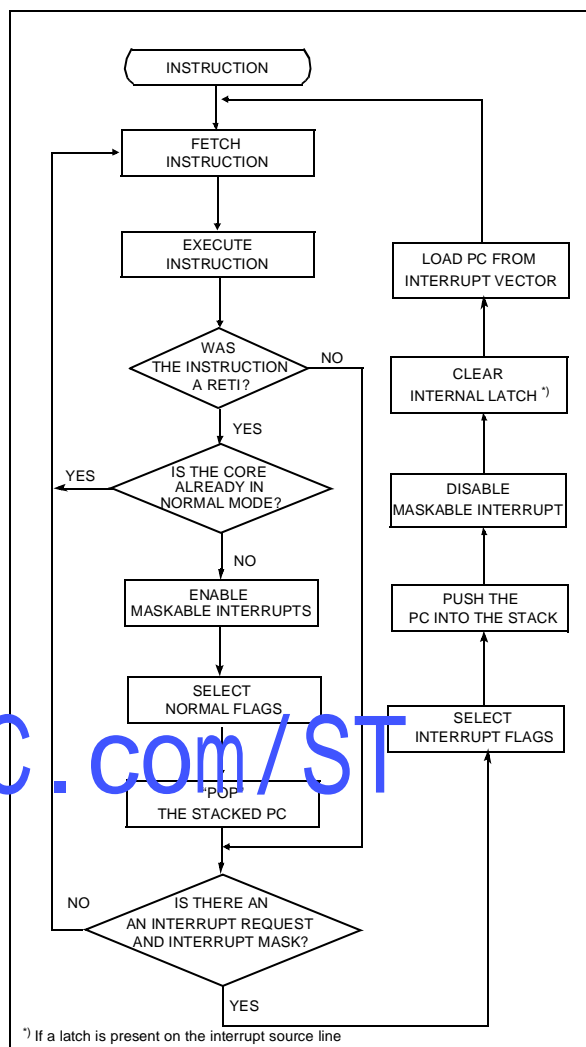 INSTRUCTION
FETCH
INSTRUCTION
EXECUTE
INSTRUCTION
WAS
THE INSTRUCTION
A RETI?
NO
YES
IS THE CORE
ALREADY IN
NORMAL MODE?
YES
NO
ENABLE
MASKABLE INTERRUPTS
SELECT
NORMAL FLAGS
"POP"
THE STACKED PC
IS THERE AN
AN INTERRUPT REQUEST
AND INTERRUPT MASK?
NO
YES
SELECT
INTERRUPT FLAGS
PUSH THE
PC INTO THE STACK
DISABLE
MASKABLE INTERRUPT
CLEAR
INTERNAL LATCH *)
LOAD PC FROM
INTERRUPT VECTOR
C.com/ST
*) If a latch is present on the interrupt source line